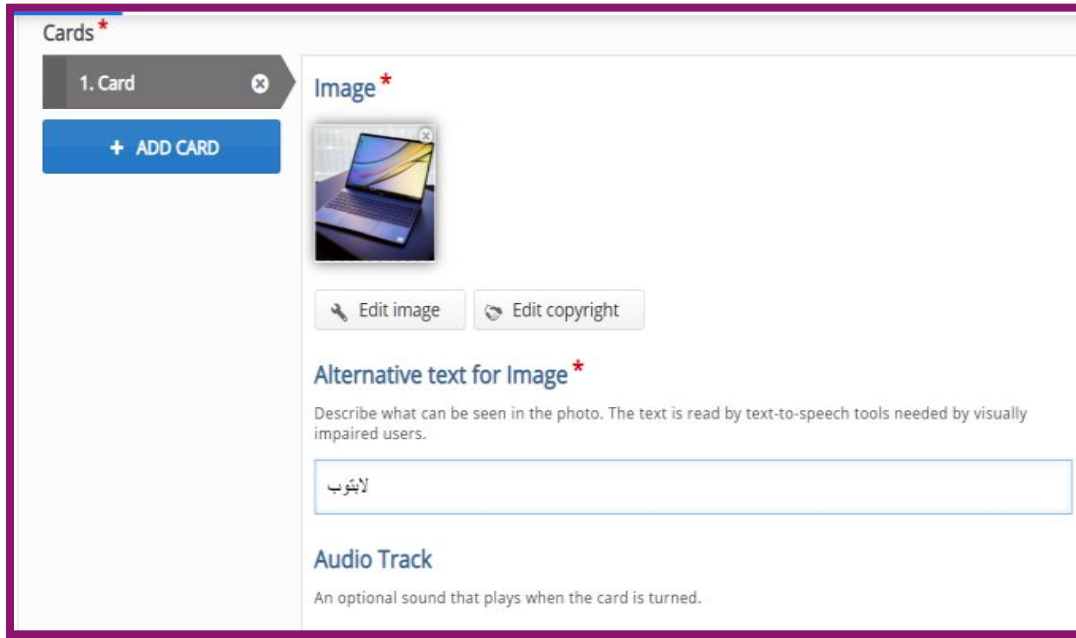 Cards *
1. Card
+ ADD CARD
Image *
Edit image
Edit copyright
Alternative text for Image *
Describe what can be seen in the photo. The text is read by text-to-speech tools needed by visually
impaired users.
لابتوب
Audio Track
An optional sound that plays when the card is turned.